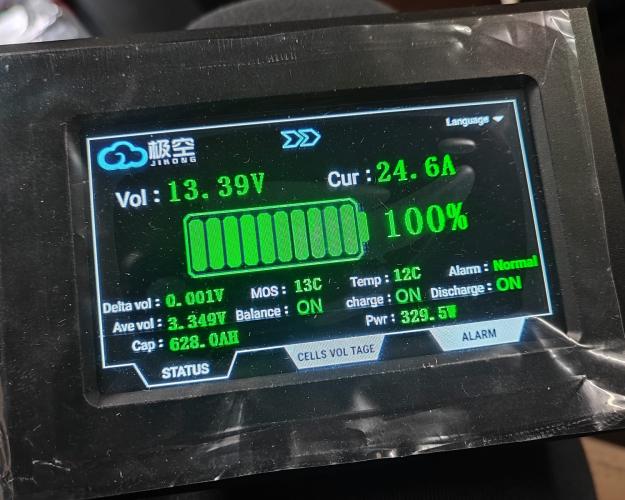 Language
极空
JIKONG
Vol : 13.39V
Cur : 24.6A
100%
Delta vol : 0.001V
MOS : 13C
Temp : 12C
Alarm : Normal
Ave vol : 3.349V
Balance : ON
charge : ON
Discharge : ON
Cap : 628.0AH
Pwr : 329.5W
STATUS
CELLS VOL TAGE
ALARM